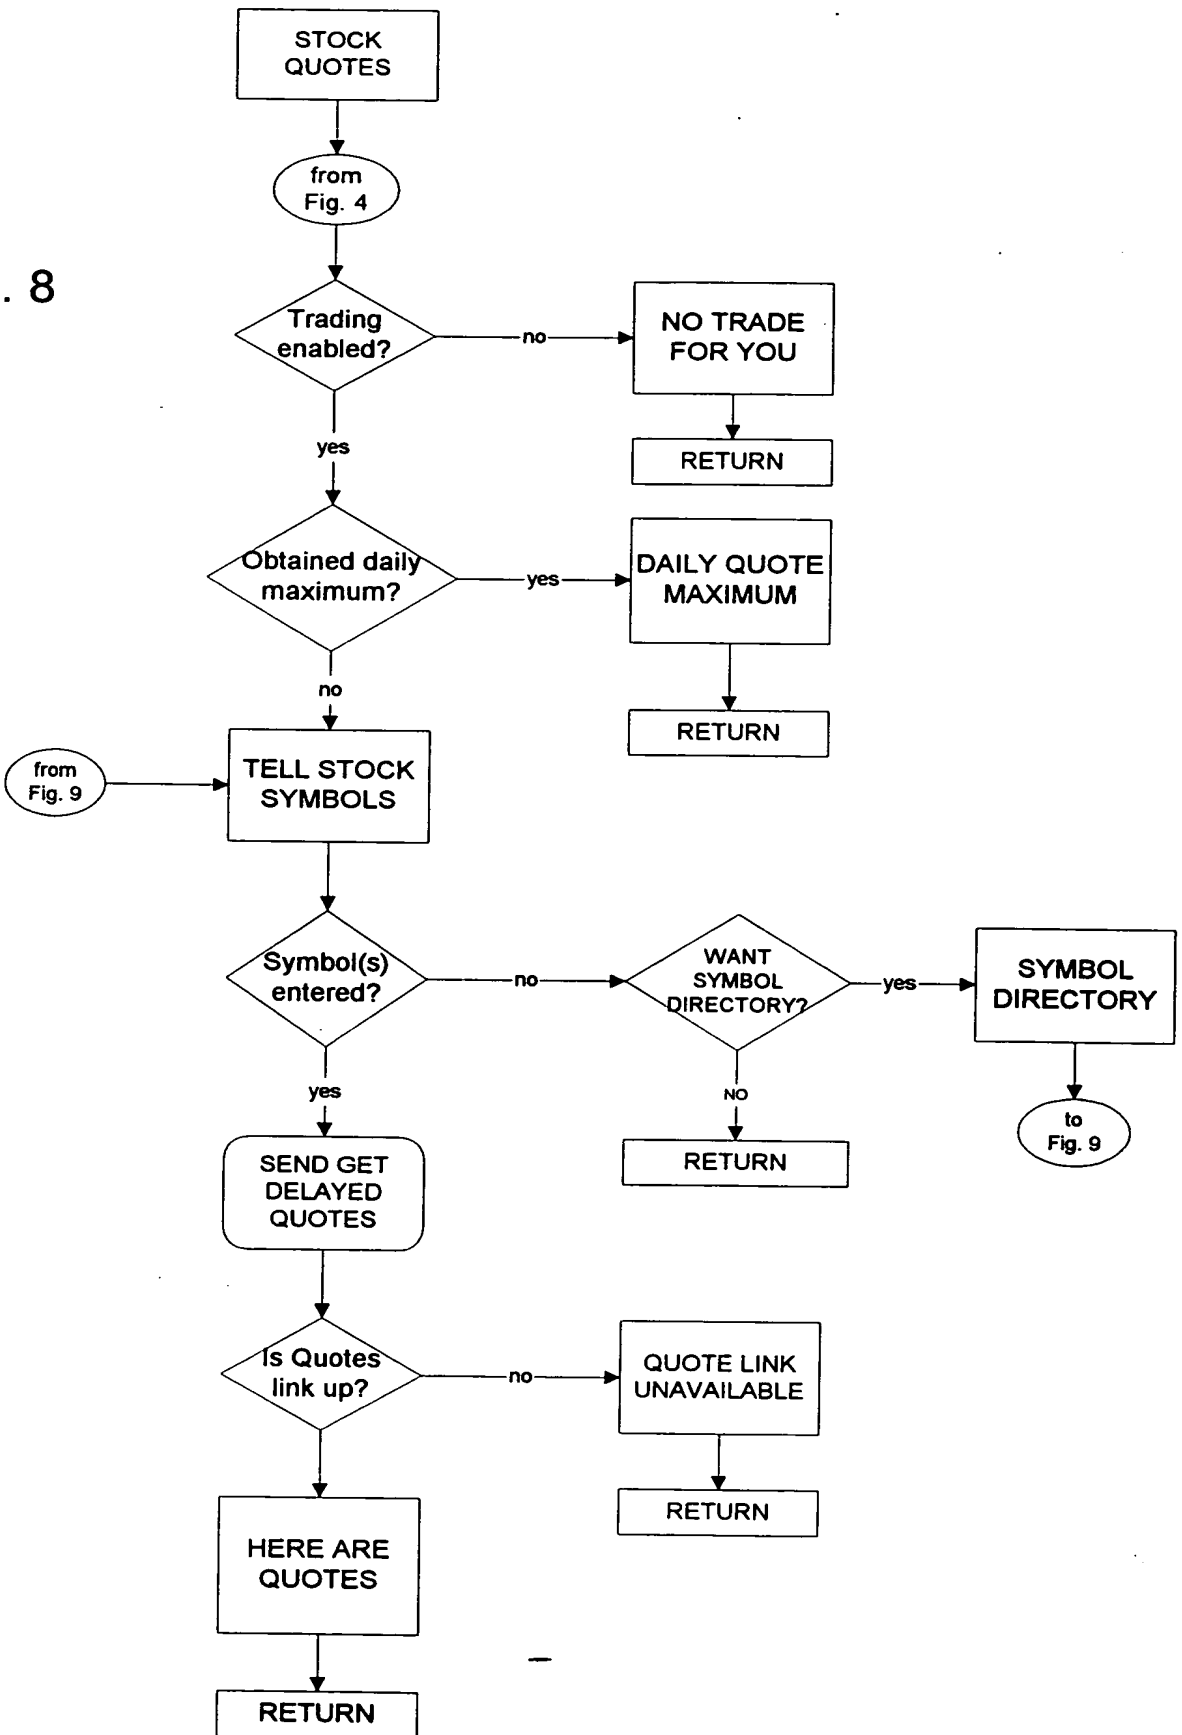 STOCK
QUOTES
from
Fig. 4
. 8
Trading
enabled?
no
NO TRADE
FOR YOU
RETURN
yes
Obtained daily
maximum?
yes
DAILY QUOTE
MAXIMUM
RETURN
no
from
Fig. 9
TELL STOCK
SYMBOLS
Symbol(s)
entered?
no
WANT
SYMBOL
DIRECTORY?
yes
SYMBOL
DIRECTORY
to
Fig. 9
NO
RETURN
yes
SEND GET
DELAYED
QUOTES
Is Quotes
link up?
no
QUOTE LINK
UNAVAILABLE
RETURN
HERE ARE
QUOTES
RETURN